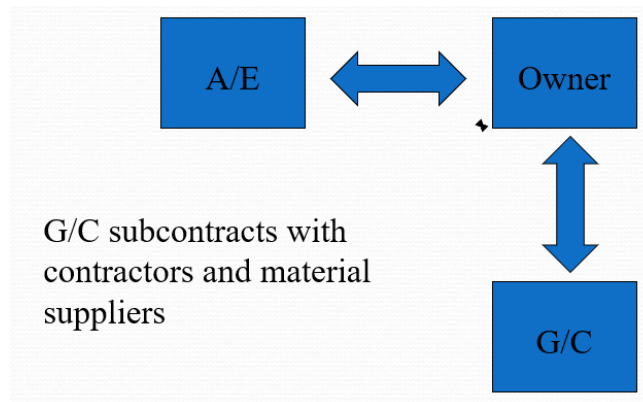 A/E
Owner
G/C subcontracts with
contractors and material
suppliers
G/C